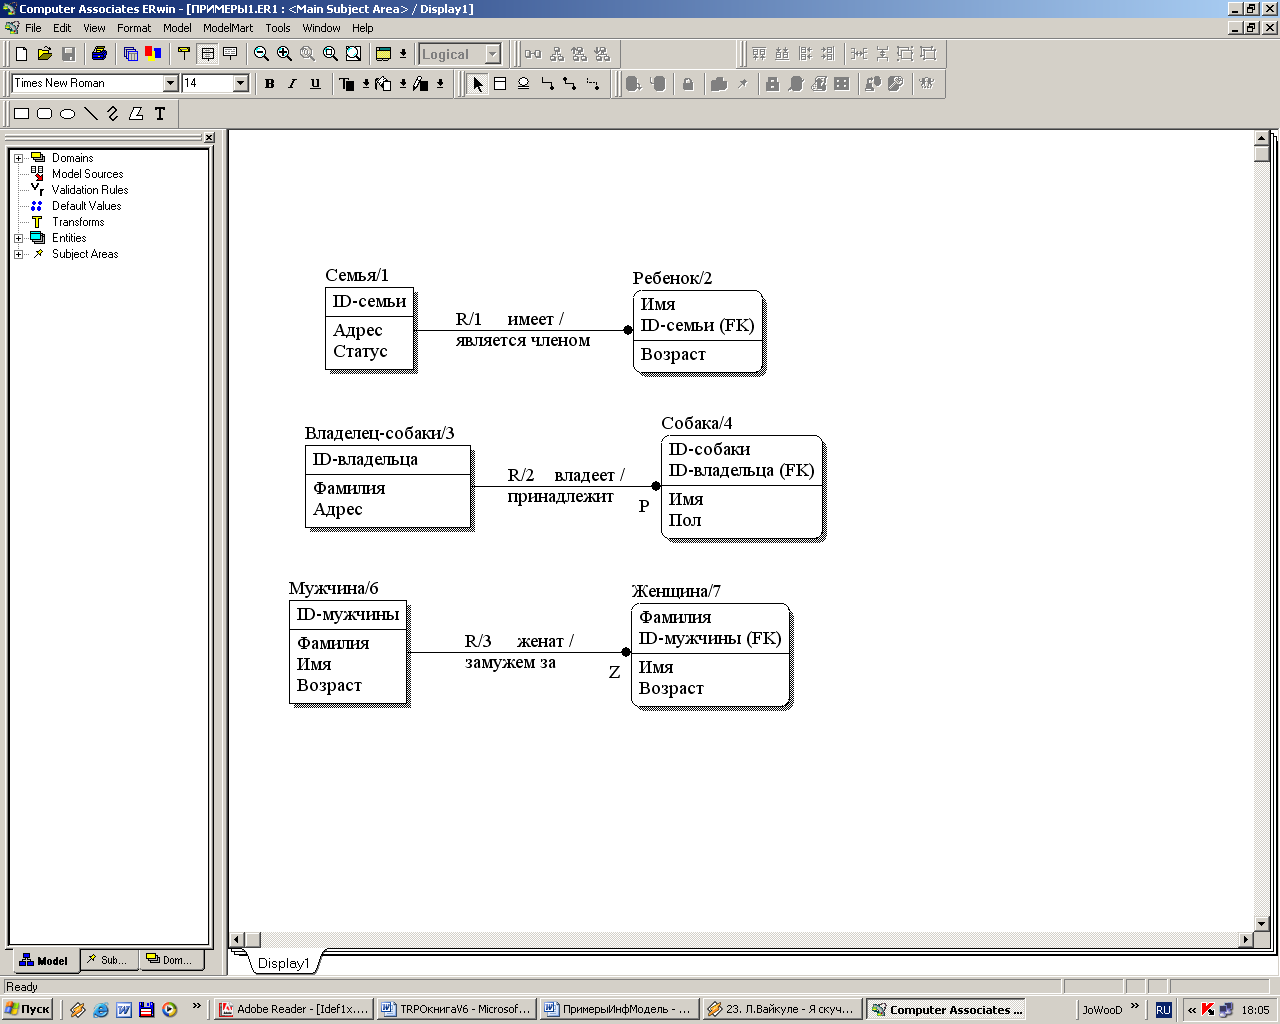 Computer Associates ERwin - [ПРИМЕРЫ1.ER1 : <Main Subject Area> / Display1]
File Edit View Format Model ModelMart Tools Window Help
Logical
Times New Roman 14 B I U
T
Domains
Model Sources
Validation Rules
Default Values
Transforms
Entities
Subject Areas
Семья/1
ID-семьи
Адрес
Статус
R/1 имеет /
является членом
Ребенок/2
Имя
ID-семьи (FK)
Возраст
Владелец-собаки/3
ID-владельца
Фамилия
Адрес
R/2 владеет /
принадлежит
P
Собака/4
ID-собаки
ID-владельца (FK)
Имя
Пол
Мужчина/6
ID-мужчины
Фамилия
Имя
Возраст
R/3 женат /
замужем за
Z
Женщина/7
Фамилия
ID-мужчины (FK)
Имя
Возраст
Model Sub... Dom...
Display1
Ready
Пуск » Adobe Reader - [Idef1x.... TRPOкнигаV6 - Microsof... ПримерыИнфМодель - ... 23. Л.Вайкуле - Я скуч... Computer Associates ... JoWooD » RU « 18:05